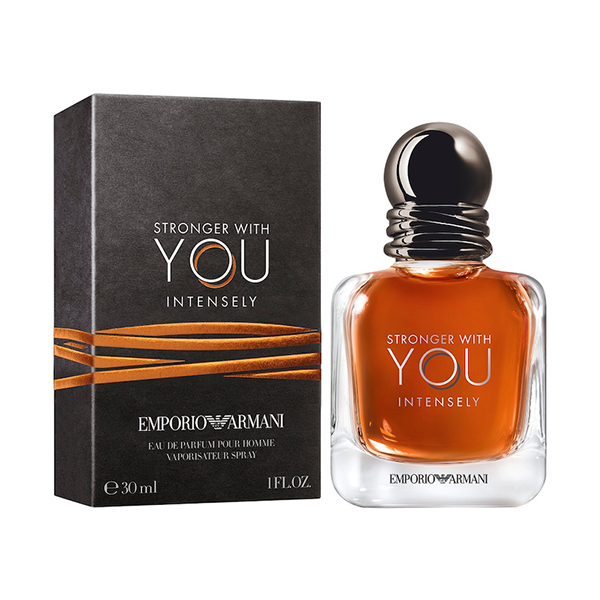 STRONGER WITH
YOU
INTENSELY
EMPORIO ARMANI
EAU DE PARFUM POUR HOMME
VAPORISATEUR SPRAY
℮ 30 ml 1 FL.OZ.
STRONGER WITH
YOU
INTENSELY
EMPORIO ARMANI